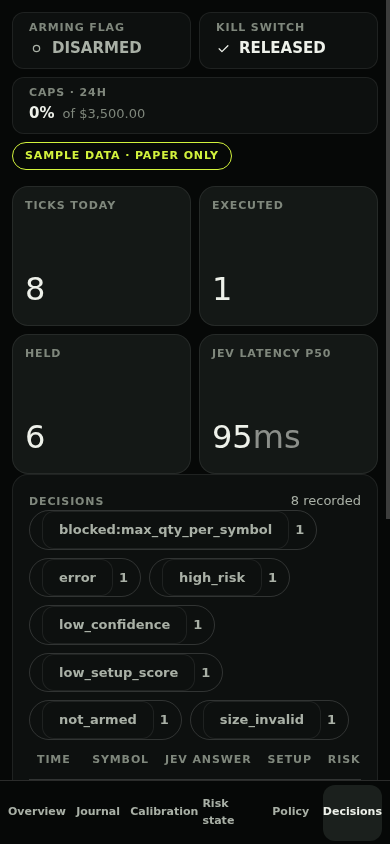 ARMING FLAG
DISARMED
KILL SWITCH
RELEASED
CAPS · 24H
0% of $3,500.00
SAMPLE DATA · PAPER ONLY
TICKS TODAY
8
EXECUTED
1
HELD
6
JEV LATENCY P50
95ms
DECISIONS 8 recorded
blocked:max_qty_per_symbol 1
error 1 high_risk 1
low_confidence 1
low_setup_score 1
not_armed 1 size_invalid 1
TIME SYMBOL JEV ANSWER SETUP RISK
Overview Journal Calibration Risk state Policy Decisions